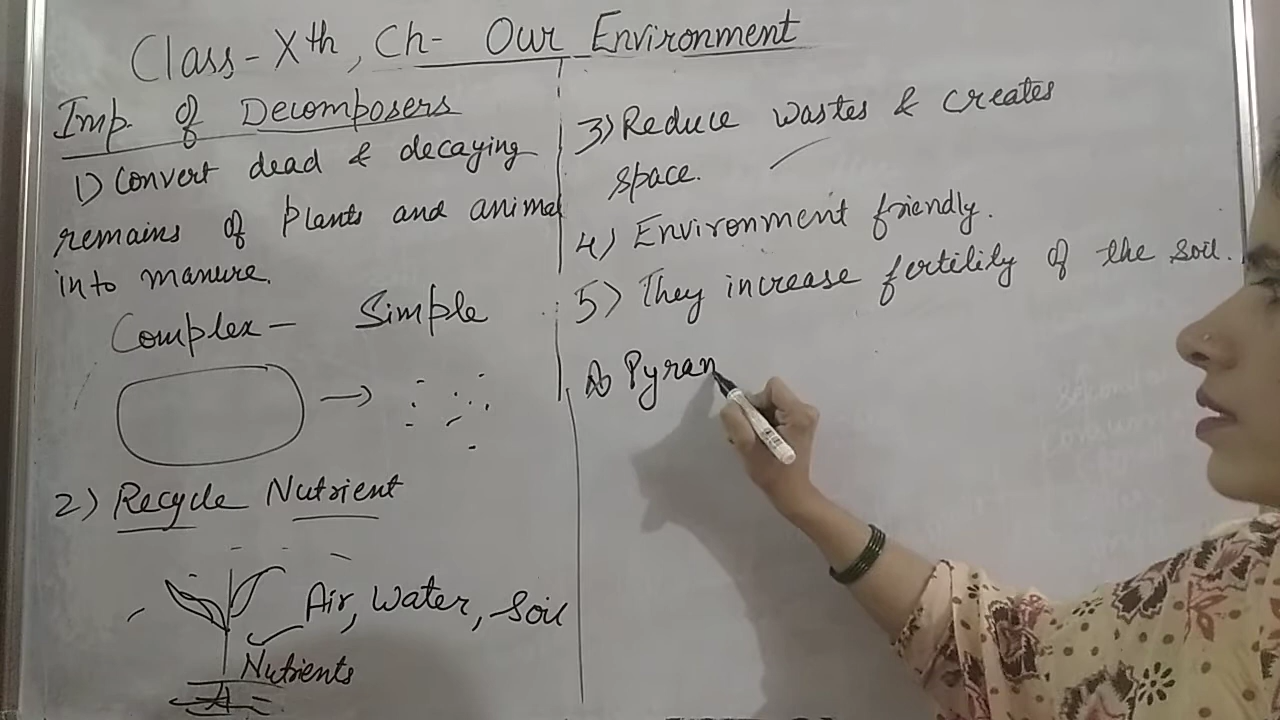 Class-Xth, Ch- Our Environment
Imp. of Decomposers
1) Convert dead & decaying
remains of plants and animal
into manure.
Complex - Simple
2) Recycle Nutrient
Air, Water, Soil
Nutrients
3) Reduce wastes & creates
space.
4) Environment friendly.
5) They increase fertility of the soil.
Pyram